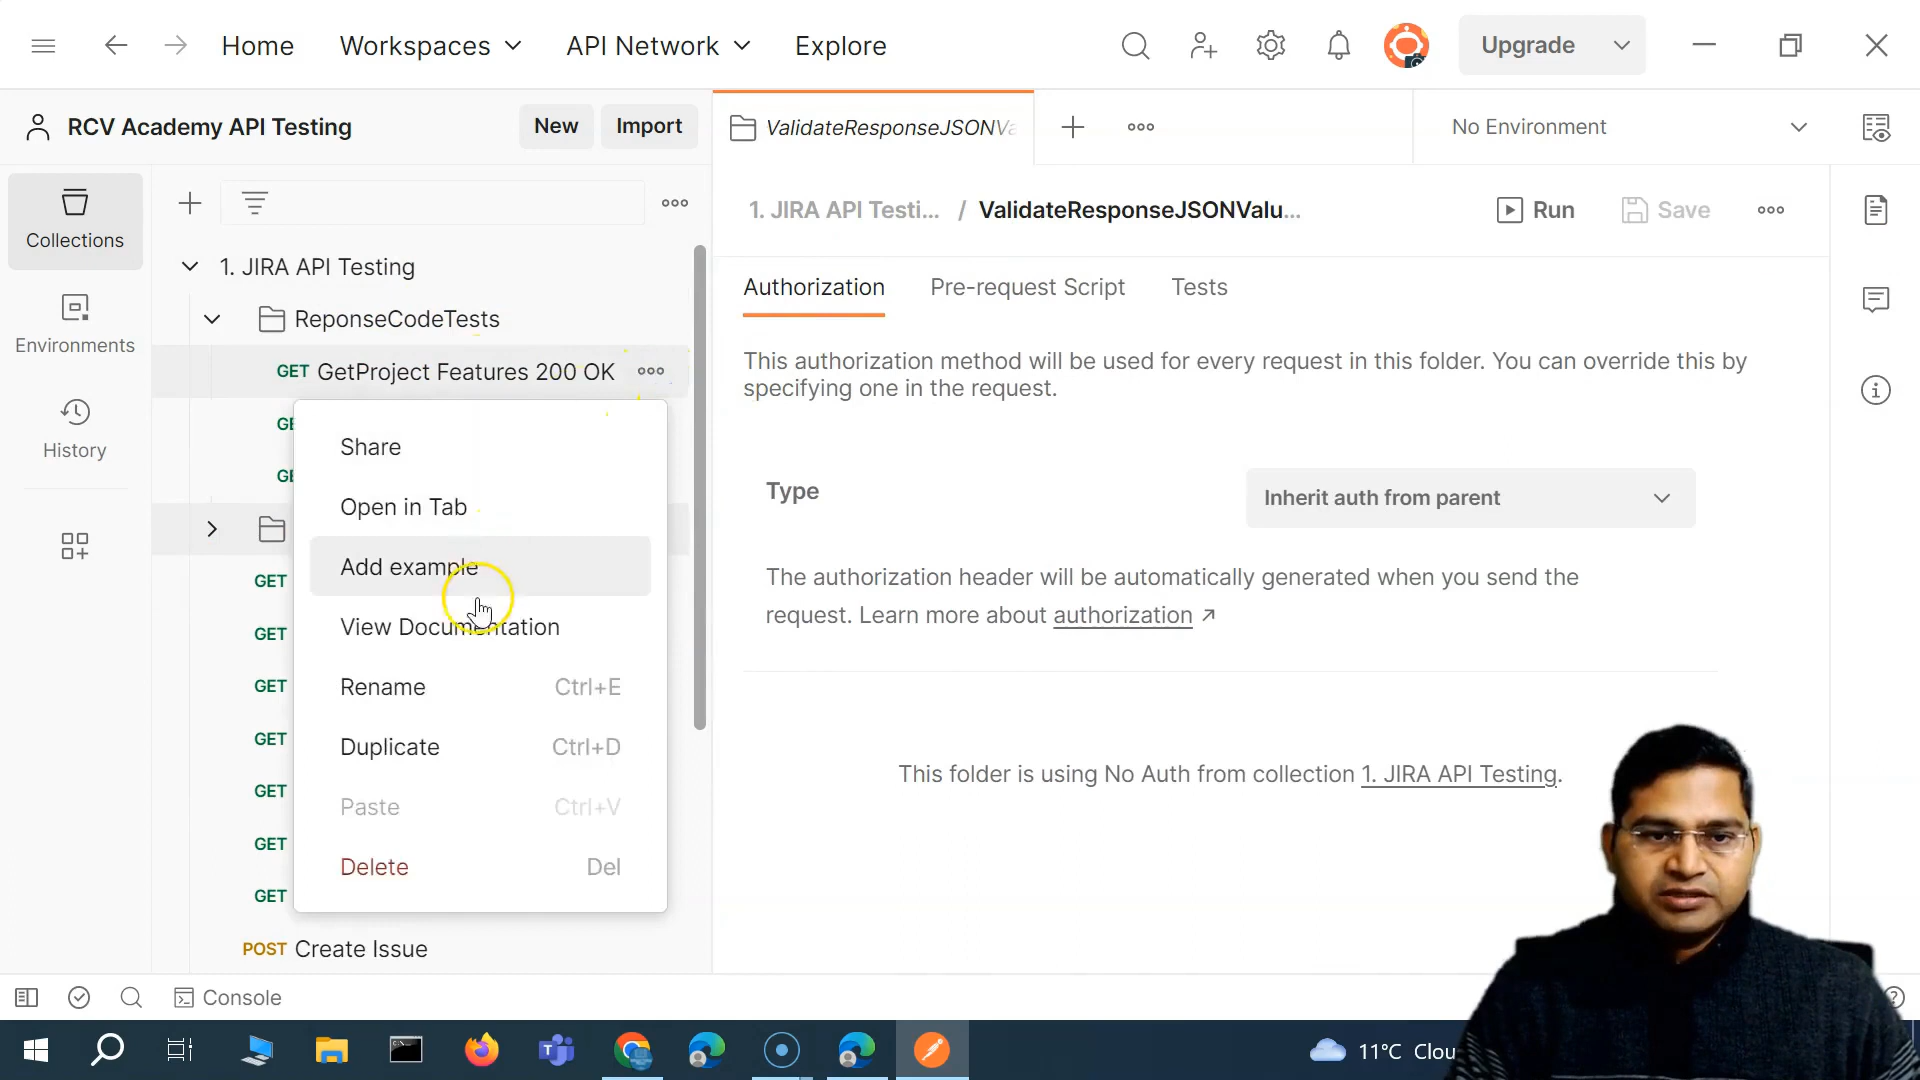 Home
Workspaces
API Network
Explore
Upgrade
RCV Academy API Testing
New
Import
ValidateResponseJSONVa
No Environment
Collections
Environments
History
1. JIRA API Testing
ReponseCodeTests
GET GetProject Features 200 OK
GE
GE
GET
GET
GET
GET
GET
GET
GET
POST Create Issue
Share
Open in Tab
Add example
View Documentation
Rename Ctrl+E
Duplicate Ctrl+D
Paste Ctrl+V
Delete Del
1. JIRA API Testi... / ValidateResponseJSONValu...
Run
Save
Authorization
Pre-request Script
Tests
This authorization method will be used for every request in this folder. You can override this by
specifying one in the request.
Type
Inherit auth from parent
The authorization header will be automatically generated when you send the
request. Learn more about authorization ↗
This folder is using No Auth from collection 1. JIRA API Testing.
Console
11°C Clou